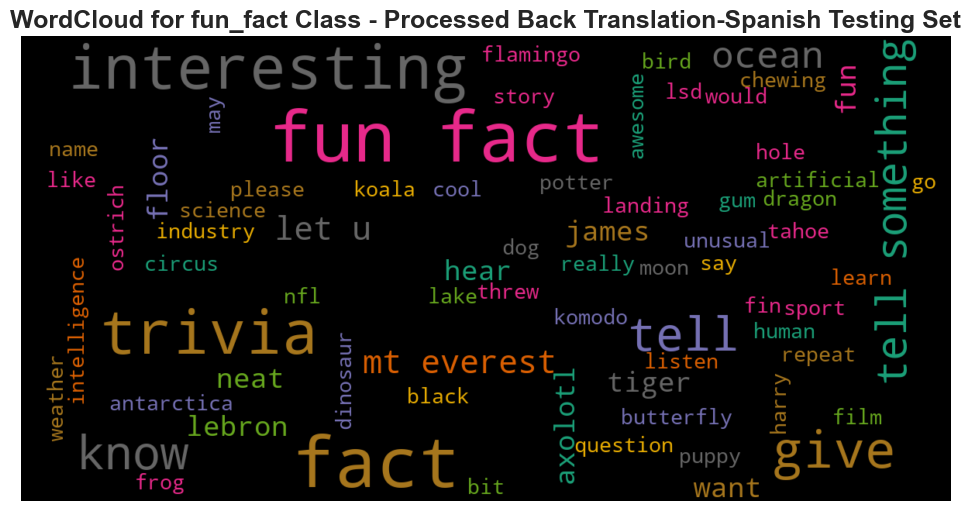 WordCloud for fun_fact Class - Processed Back Translation-Spanish Testing Set
interesting
flamingo
bird
ocean
chewing
fun
tell something
story
lsd
would
awesome
may
fun fact
name
floor
hole
like
ostrich
please
koala
cool
potter
artificial
go
science
landing
gum
dragon
industry
let u
james
unusual
tahoe
circus
dog
hear
really
moon
say
learn
intelligence
nfl
lake
threw
fin
sport
trivia
komodo
tell
human
dinosaur
mt everest
listen
repeat
weather
neat
axolotl
tiger
harry
antarctica
black
butterfly
film
lebron
question
know
fact
puppy
give
frog
bit
want